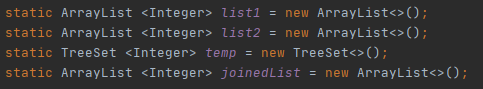 static ArrayList <Integer> list1 = new ArrayList<>();
static ArrayList <Integer> list2 = new ArrayList<>();
static TreeSet <Integer> temp = new TreeSet<>();
static ArrayList <Integer> joinedList = new ArrayList<>();